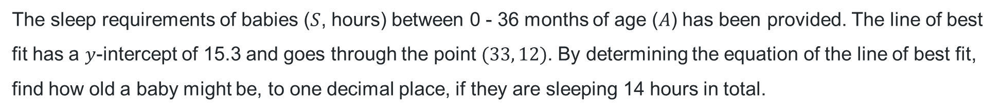 The sleep requirements of babies (S, hours) between 0 - 36 months of age (A) has been provided. The line of best
fit has a y-intercept of 15.3 and goes through the point (33, 12). By determining the equation of the line of best fit,
find how old a baby might be, to one decimal place, if they are sleeping 14 hours in total.